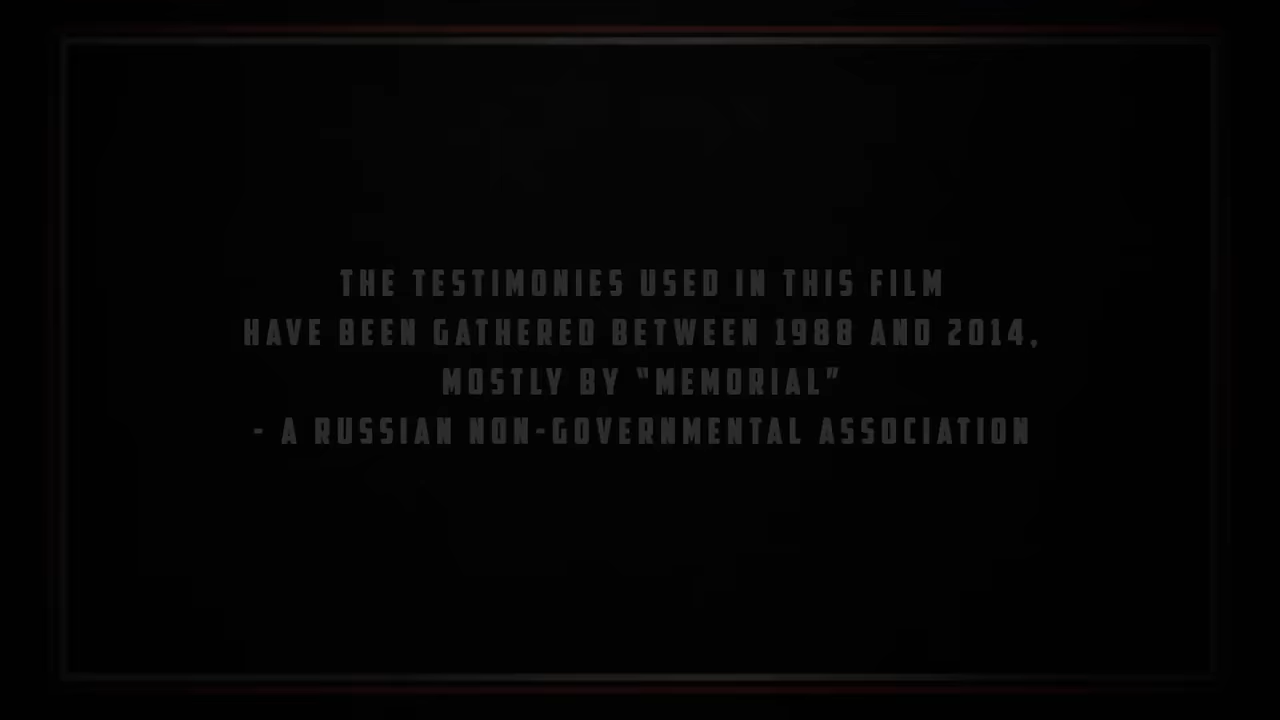 THE TESTIMONIES USED IN THIS FILM
HAVE BEEN GATHERED BETWEEN 1988 AND 2014,
MOSTLY BY “MEMORIAL”
- A RUSSIAN NON-GOVERNMENTAL ASSOCIATION